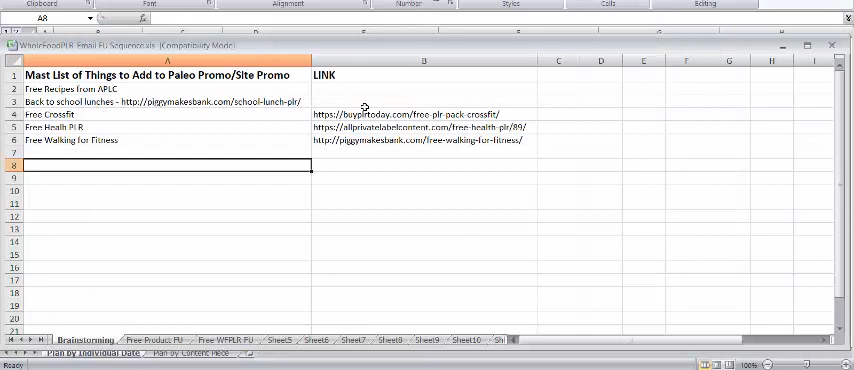 Clipboard Font Alignment Number Styles Cells Editing
A8 fx
WholeFoodPLR Email FU Sequence.xls [Compatibility Mode]
A B C D E F G H I
1 Mast List of Things to Add to Paleo Promo/Site Promo LINK
2 Free Recipes from APLC
3 Back to school lunches - http://piggymakesbank.com/school-lunch-plr/
4 Free Crossfit https://buyplrtoday.com/free-plr-pack-crossfit/
5 Free Healh PLR https://allprivatelabelcontent.com/free-health-plr/89/
6 Free Walking for Fitness http://piggymakesbank.com/free-walking-for-fitness/
7
8
9
10
11
12
13
14
15
16
17
18
19
20
21
Brainstorming Free Product FU Free WFPLR FU Sheet5 Sheet6 Sheet7 Sheet8 Sheet9 Sheet10 Sh
Plan by Individual Date Plan by Content Piece
Ready 100%